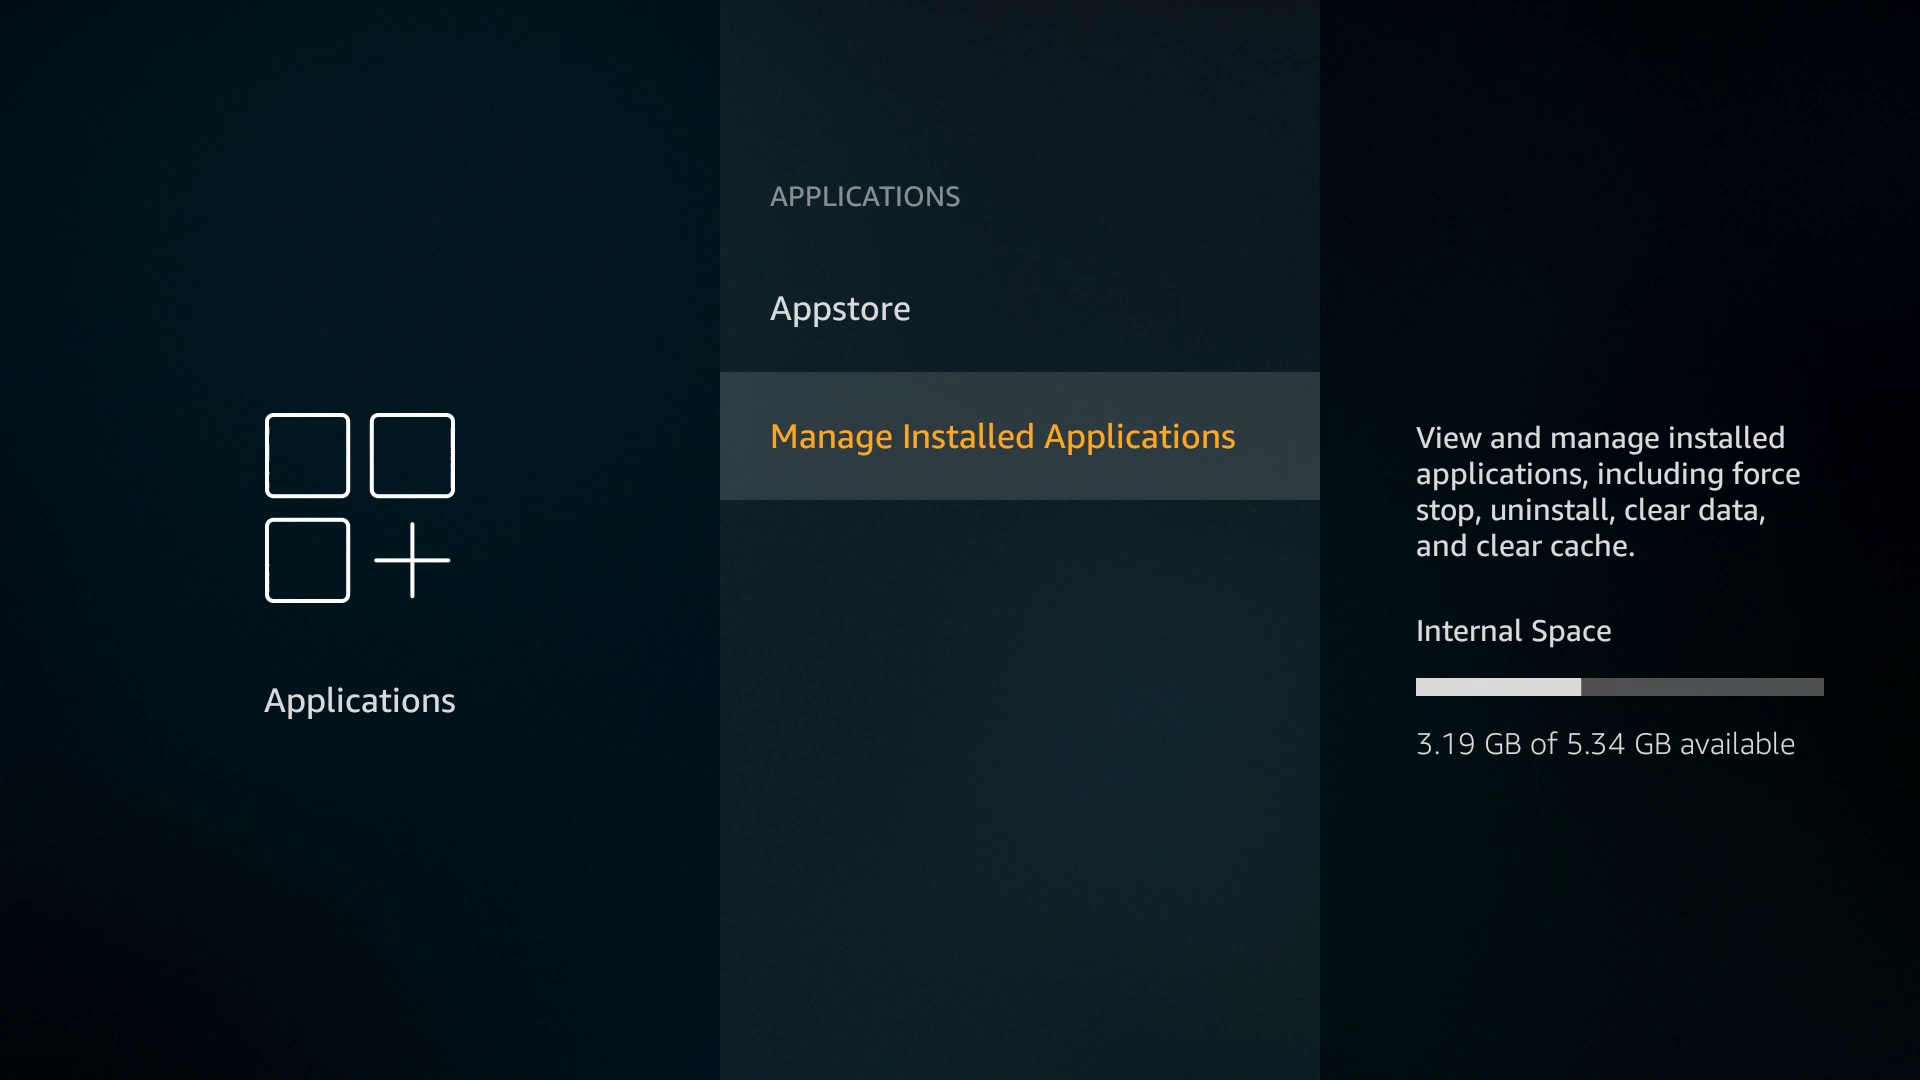 Applications
APPLICATIONS
Appstore
Manage Installed Applications
View and manage installed
applications, including force
stop, uninstall, clear data,
and clear cache.
Internal Space
3.19 GB of 5.34 GB available